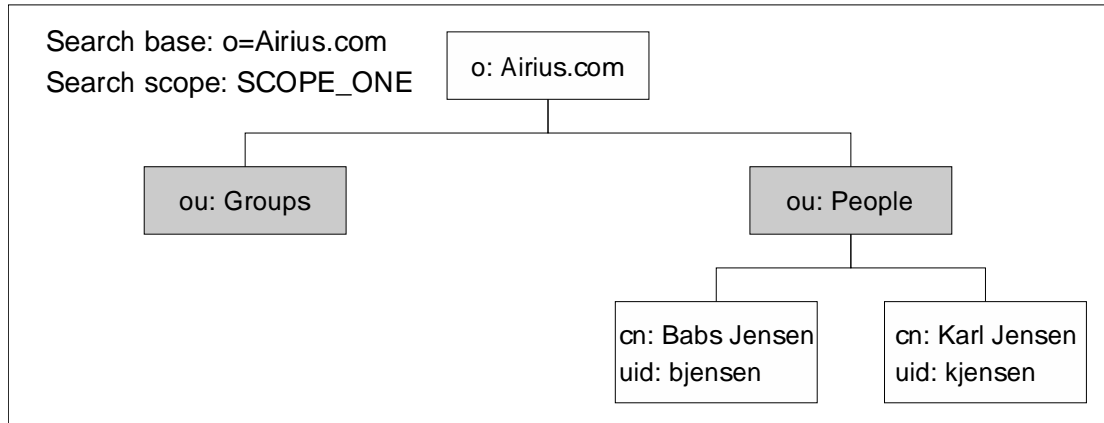 Search base: o=Airius.com
Search scope: SCOPE_ONE
o: Airius.com
ou: Groups
ou: People
cn: Babs Jensen
uid: bjensen
cn: Karl Jensen
uid: kjensen